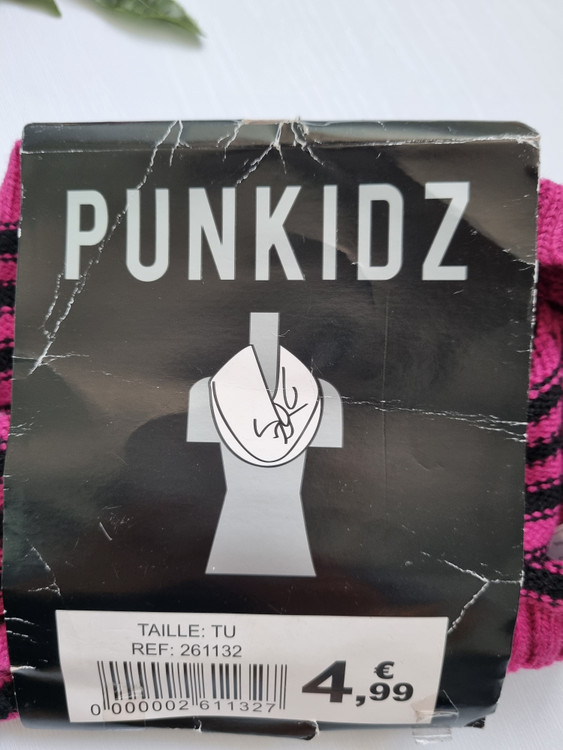 PUNKIDZ
TAILLE: TU
REF: 261132
4,99 €
0 000002 611327